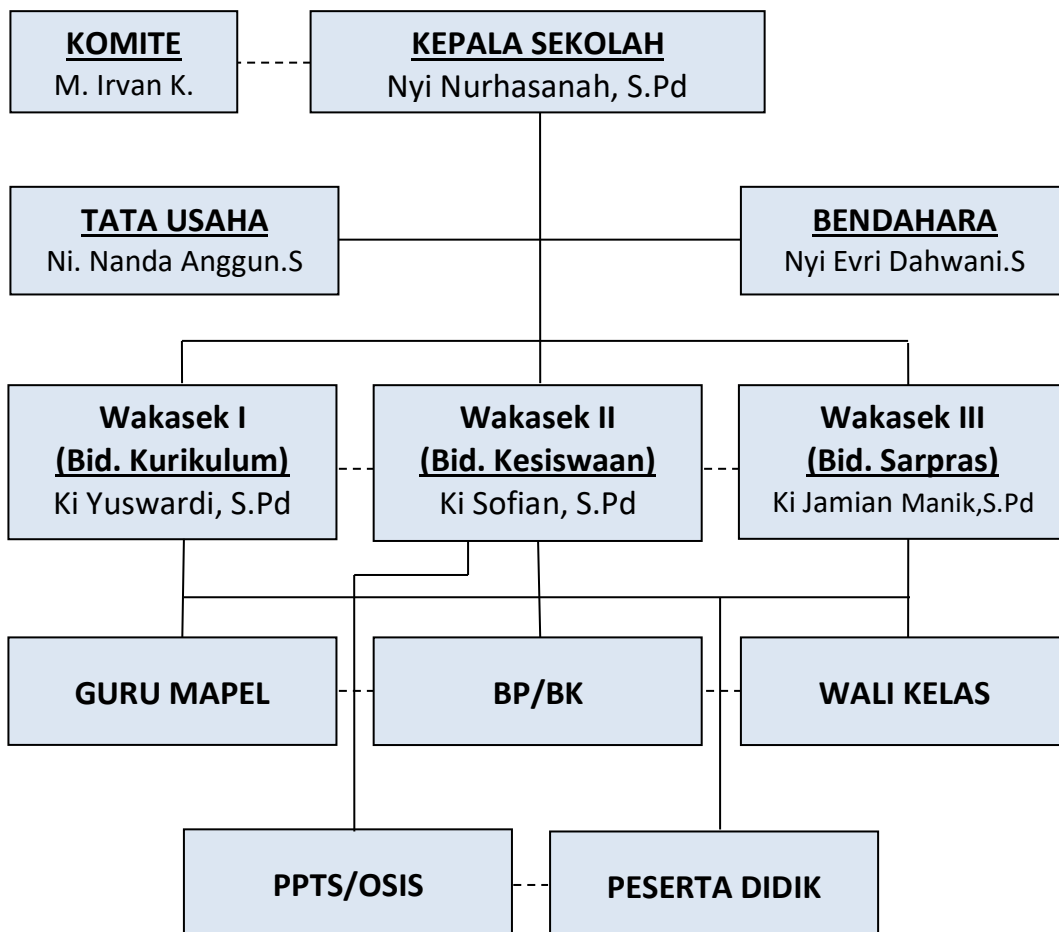 KOMITE
M. Irvan K.
KEPALA SEKOLAH
Nyi Nurhasanah, S.Pd
TATA USAHA
Ni. Nanda Anggun.S
BENDAHARA
Nyi Evri Dahwani.S
Wakasek I
(Bid. Kurikulum)
Ki Yuswardi, S.Pd
Wakasek II
(Bid. Kesiswaan)
Ki Sofian, S.Pd
Wakasek III
(Bid. Sarpras)
Ki Jamian Manik,S.Pd
GURU MAPEL
BP/BK
WALI KELAS
PPTS/OSIS
PESERTA DIDIK